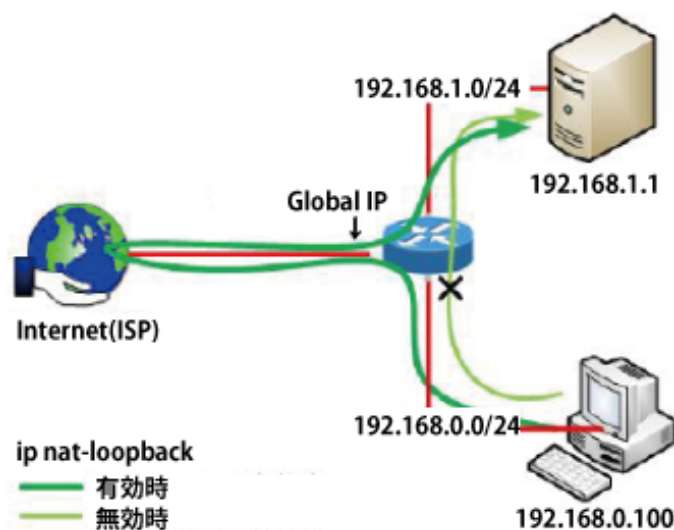 192.168.1.0/24
192.168.1.1
Global IP
Internet(ISP)
192.168.0.0/24
ip nat-loopback
有効時
無効時
192.168.0.100